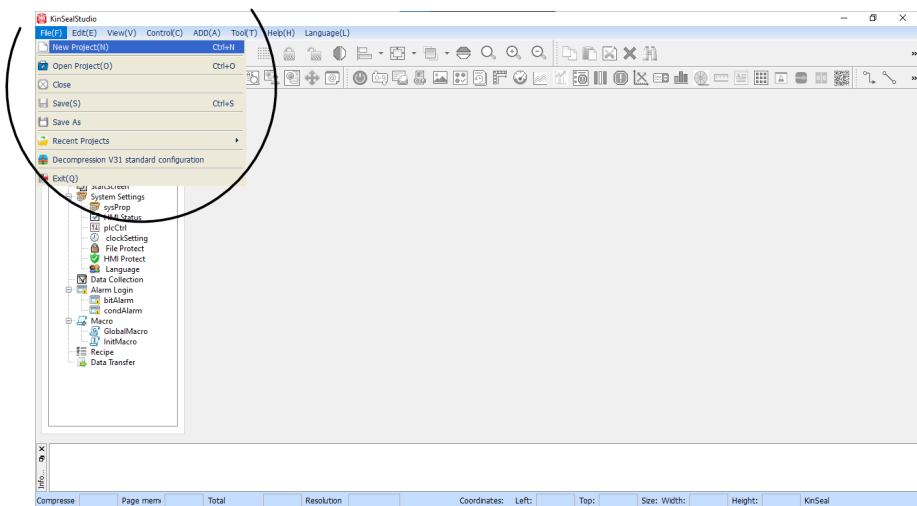 KinSealStudio
File(F) Edit(E) View(V) Control(C) ADD(A) Tool(T) Help(H) Language(L)
New Project(N) Ctrl+N
Open Project(O) Ctrl+O
Close
Save(S) Ctrl+S
Save As
Recent Projects
Decompression V31 standard configuration
Exit(Q)
StartScreen
System Settings
sysProp
HMI Status
plcCtrl
clockSetting
File Protect
HMI Protect
Language
Data Collection
Alarm Login
bitAlarm
condAlarm
Macro
GlobalMacro
InitMacro
Recipe
Data Transfer
Info...
Compresse Page memo Total Resolution Coordinates: Left: Top: Size: Width: Height: KinSeal